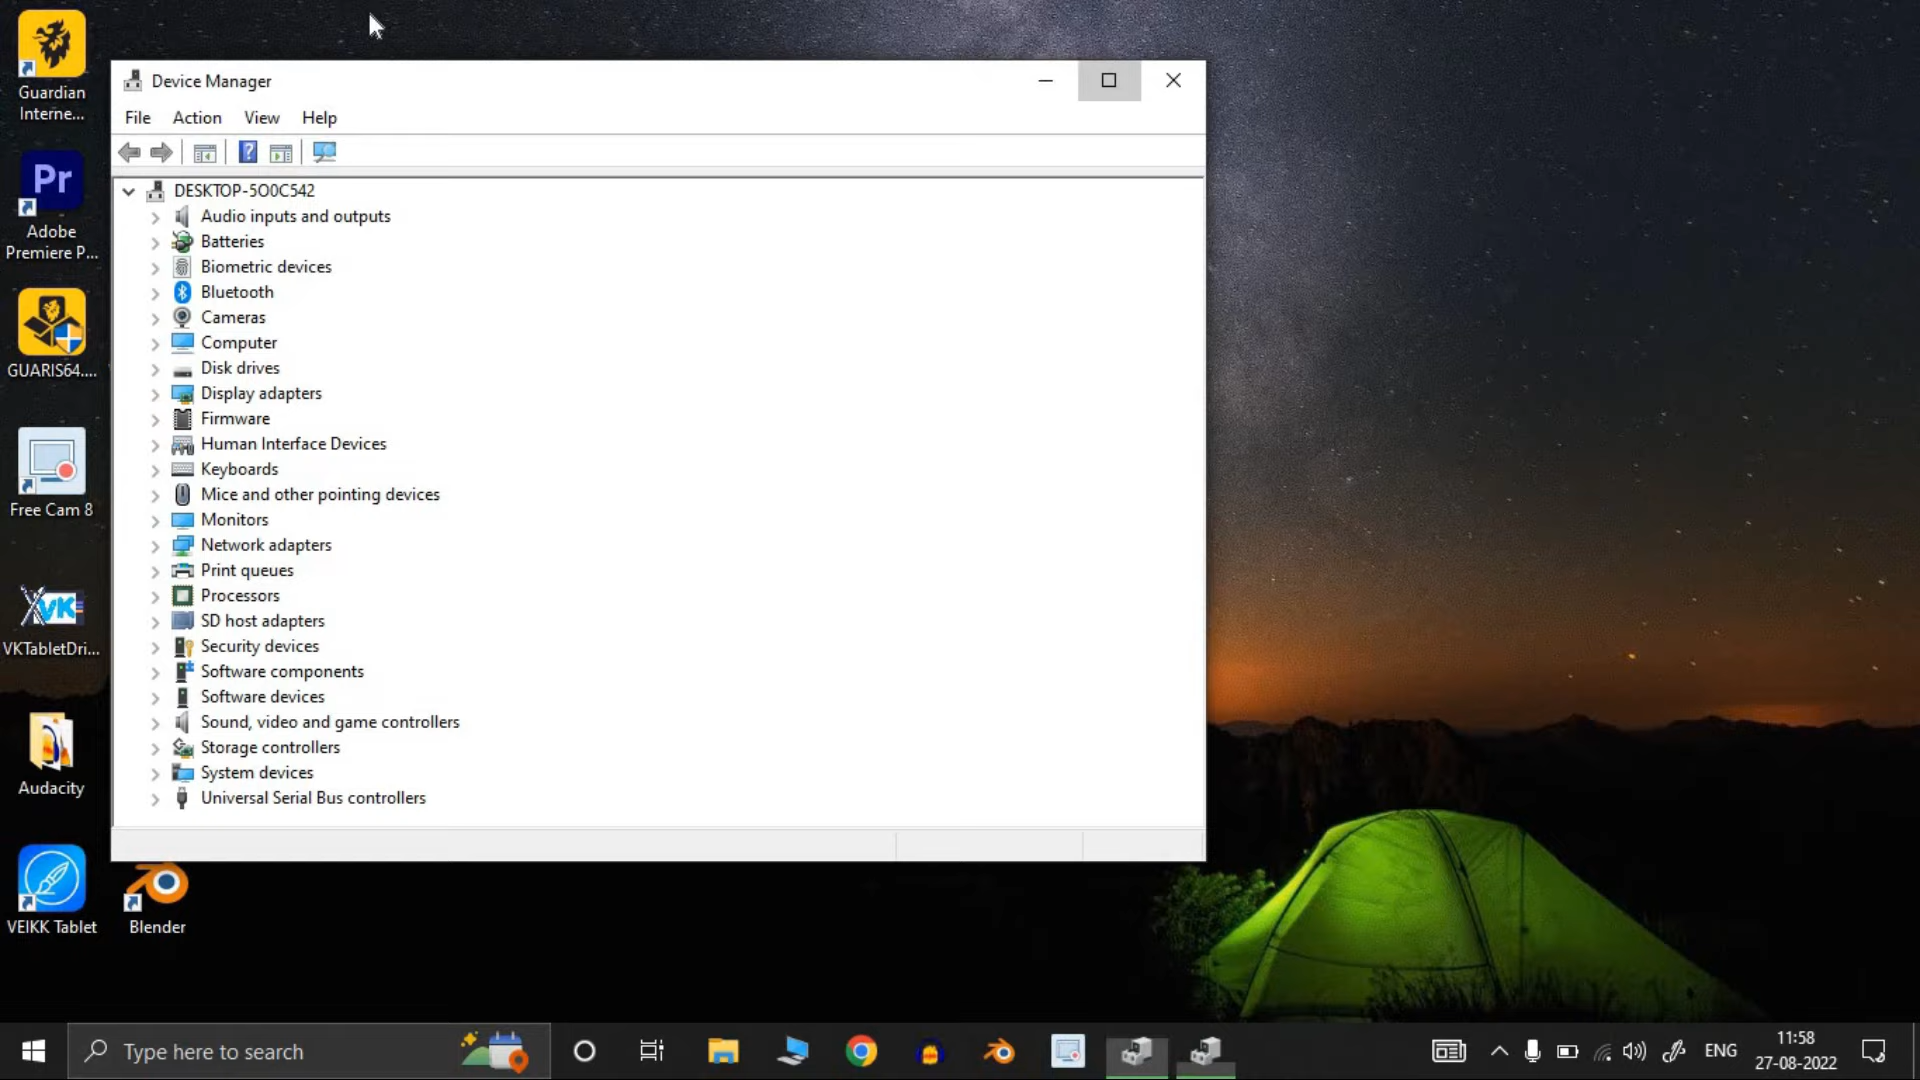 Guardian
Interne...
Pr
Adobe
Premiere P...
GUARIS64....
Free Cam 8
VK
VKTabletDri...
Audacity
VEIKK Tablet
Blender
Device Manager
File Action View Help
?
DESKTOP-5O0C542
Audio inputs and outputs
Batteries
Biometric devices
Bluetooth
Cameras
Computer
Disk drives
Display adapters
Firmware
Human Interface Devices
Keyboards
Mice and other pointing devices
Monitors
Network adapters
Print queues
Processors
SD host adapters
Security devices
Software components
Software devices
Sound, video and game controllers
Storage controllers
System devices
Universal Serial Bus controllers
Type here to search
ENG
11:58
27-08-2022